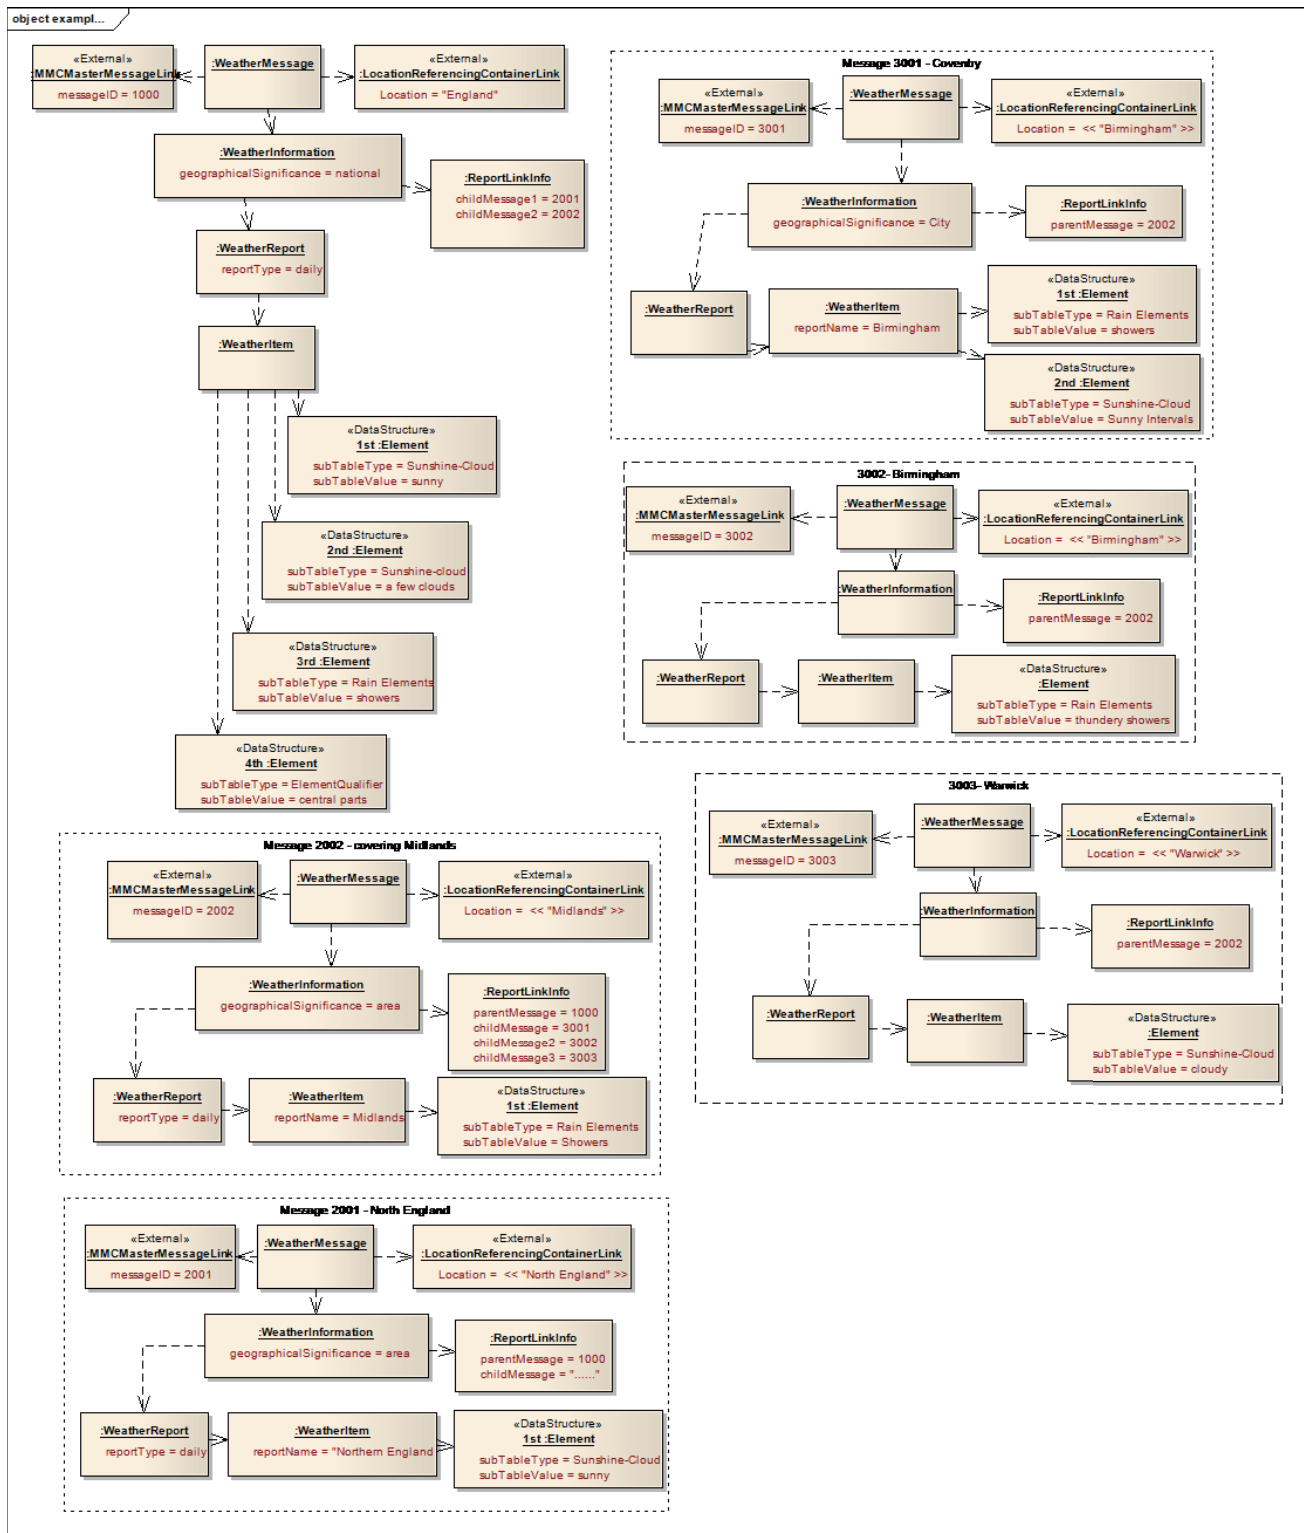 object exampl...
«External»
:MMCMasterMessageLink
messageID = 1000
:WeatherMessage
«External»
:LocationReferencingContainerLink
Location = "England"
:WeatherInformation
geographicalSignificance = national
:ReportLinkInfo
childMessage1 = 2001
childMessage2 = 2002
:WeatherReport
reportType = daily
:WeatherItem
«DataStructure»
1st :Element
subTableType = Sunshine-Cloud
subTableValue = sunny
«DataStructure»
2nd :Element
subTableType = Sunshine-cloud
subTableValue = a few clouds
«DataStructure»
3rd :Element
subTableType = Rain Elements
subTableValue = showers
«DataStructure»
4th :Element
subTableType = ElementQualifier
subTableValue = central parts
Message 2002 - covering Midlands
«External»
:MMCMasterMessageLink
messageID = 2002
:WeatherMessage
«External»
:LocationReferencingContainerLink
Location = << "Midlands" >>
:WeatherInformation
geographicalSignificance = area
:ReportLinkInfo
parentMessage = 1000
childMessage = 3001
childMessage2 = 3002
childMessage3 = 3003
:WeatherReport
reportType = daily
:WeatherItem
reportName = Midlands
«DataStructure»
1st :Element
subTableType = Rain Elements
subTableValue = Showers
Message 2001 - North England
«External»
:MMCMasterMessageLink
messageID = 2001
:WeatherMessage
«External»
:LocationReferencingContainerLink
Location = << "North England" >>
:WeatherInformation
geographicalSignificance = area
:ReportLinkInfo
parentMessage = 1000
childMessage = "......"
:WeatherReport
reportType = daily
:WeatherItem
reportName = "Northern England
«DataStructure»
1st :Element
subTableType = Sunshine-Cloud
subTableValue = sunny
Message 3001 - Coventry
«External»
:MMCMasterMessageLink
messageID = 3001
:WeatherMessage
«External»
:LocationReferencingContainerLink
Location = << "Birmingham" >>
:WeatherInformation
geographicalSignificance = City
:ReportLinkInfo
parentMessage = 2002
:WeatherReport
:WeatherItem
reportName = Birmingham
«DataStructure»
1st :Element
subTableType = Rain Elements
subTableValue = showers
«DataStructure»
2nd :Element
subTableType = Sunshine-Cloud
subTableValue = Sunny Intervals
3002- Birmingham
«External»
:MMCMasterMessageLink
messageID = 3002
:WeatherMessage
«External»
:LocationReferencingContainerLink
Location = << "Birmingham" >>
:WeatherInformation
:ReportLinkInfo
parentMessage = 2002
:WeatherReport
:WeatherItem
«DataStructure»
:Element
subTableType = Rain Elements
subTableValue = thundery showers
3003- Warwick
«External»
:MMCMasterMessageLink
messageID = 3003
:WeatherMessage
«External»
:LocationReferencingContainerLink
Location = << "Warwick" >>
:WeatherInformation
:ReportLinkInfo
parentMessage = 2002
:WeatherReport
:WeatherItem
«DataStructure»
:Element
subTableType = Sunshine-Cloud
subTableValue = cloudy